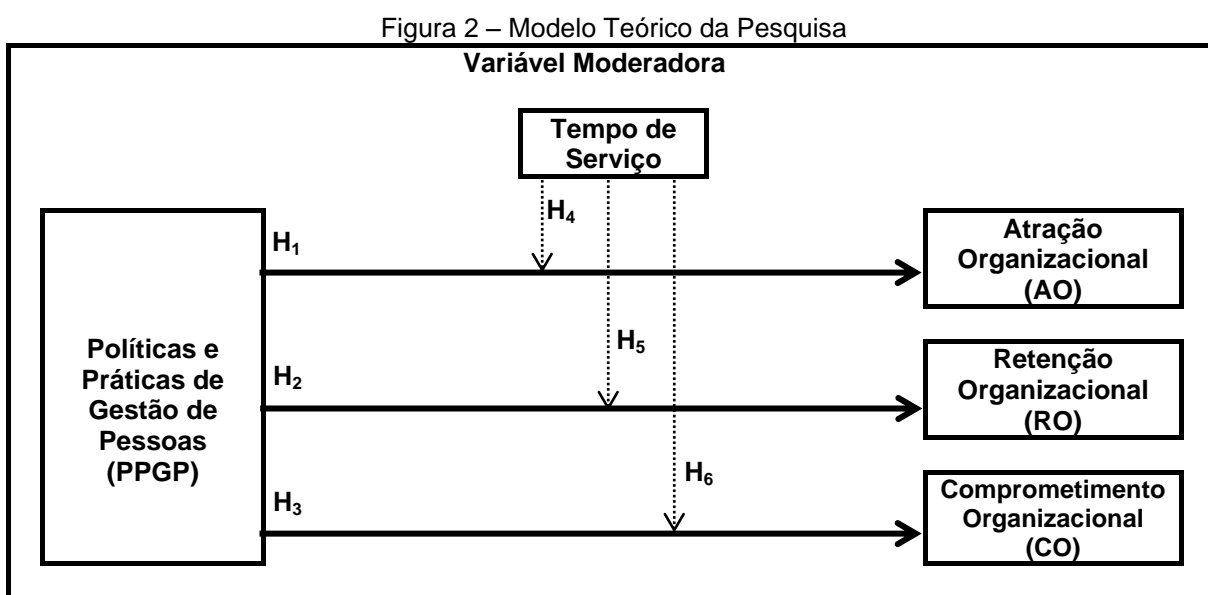 Figura 2 – Modelo Teórico da Pesquisa
Variável Moderadora
Tempo de
Serviço
H₄
H₁
Atração
Organizacional
(AO)
Políticas e
Práticas de
Gestão de
Pessoas
(PPGP)
H₅
H₂
Retenção
Organizacional
(RO)
H₆
H₃
Comprometimento
Organizacional
(CO)